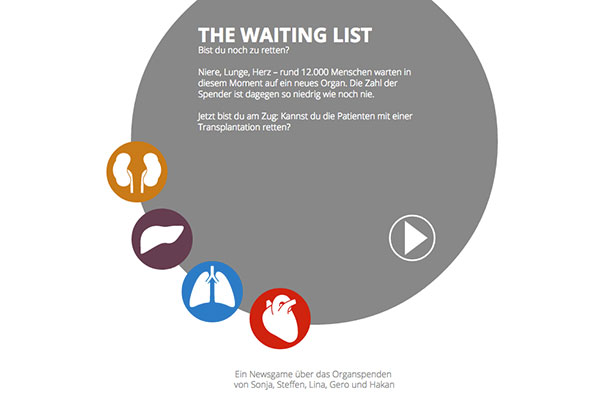 THE WAITING LIST
Bist du noch zu retten?
Niere, Lunge, Herz – rund 12.000 Menschen warten in
diesem Moment auf ein neues Organ. Die Zahl der
Spender ist dagegen so niedrig wie noch nie.
Jetzt bist du am Zug: Kannst du die Patienten mit einer
Transplantation retten?
Ein Newsgame über das Organspenden
von Sonja, Steffen, Lina, Gero und Hakan